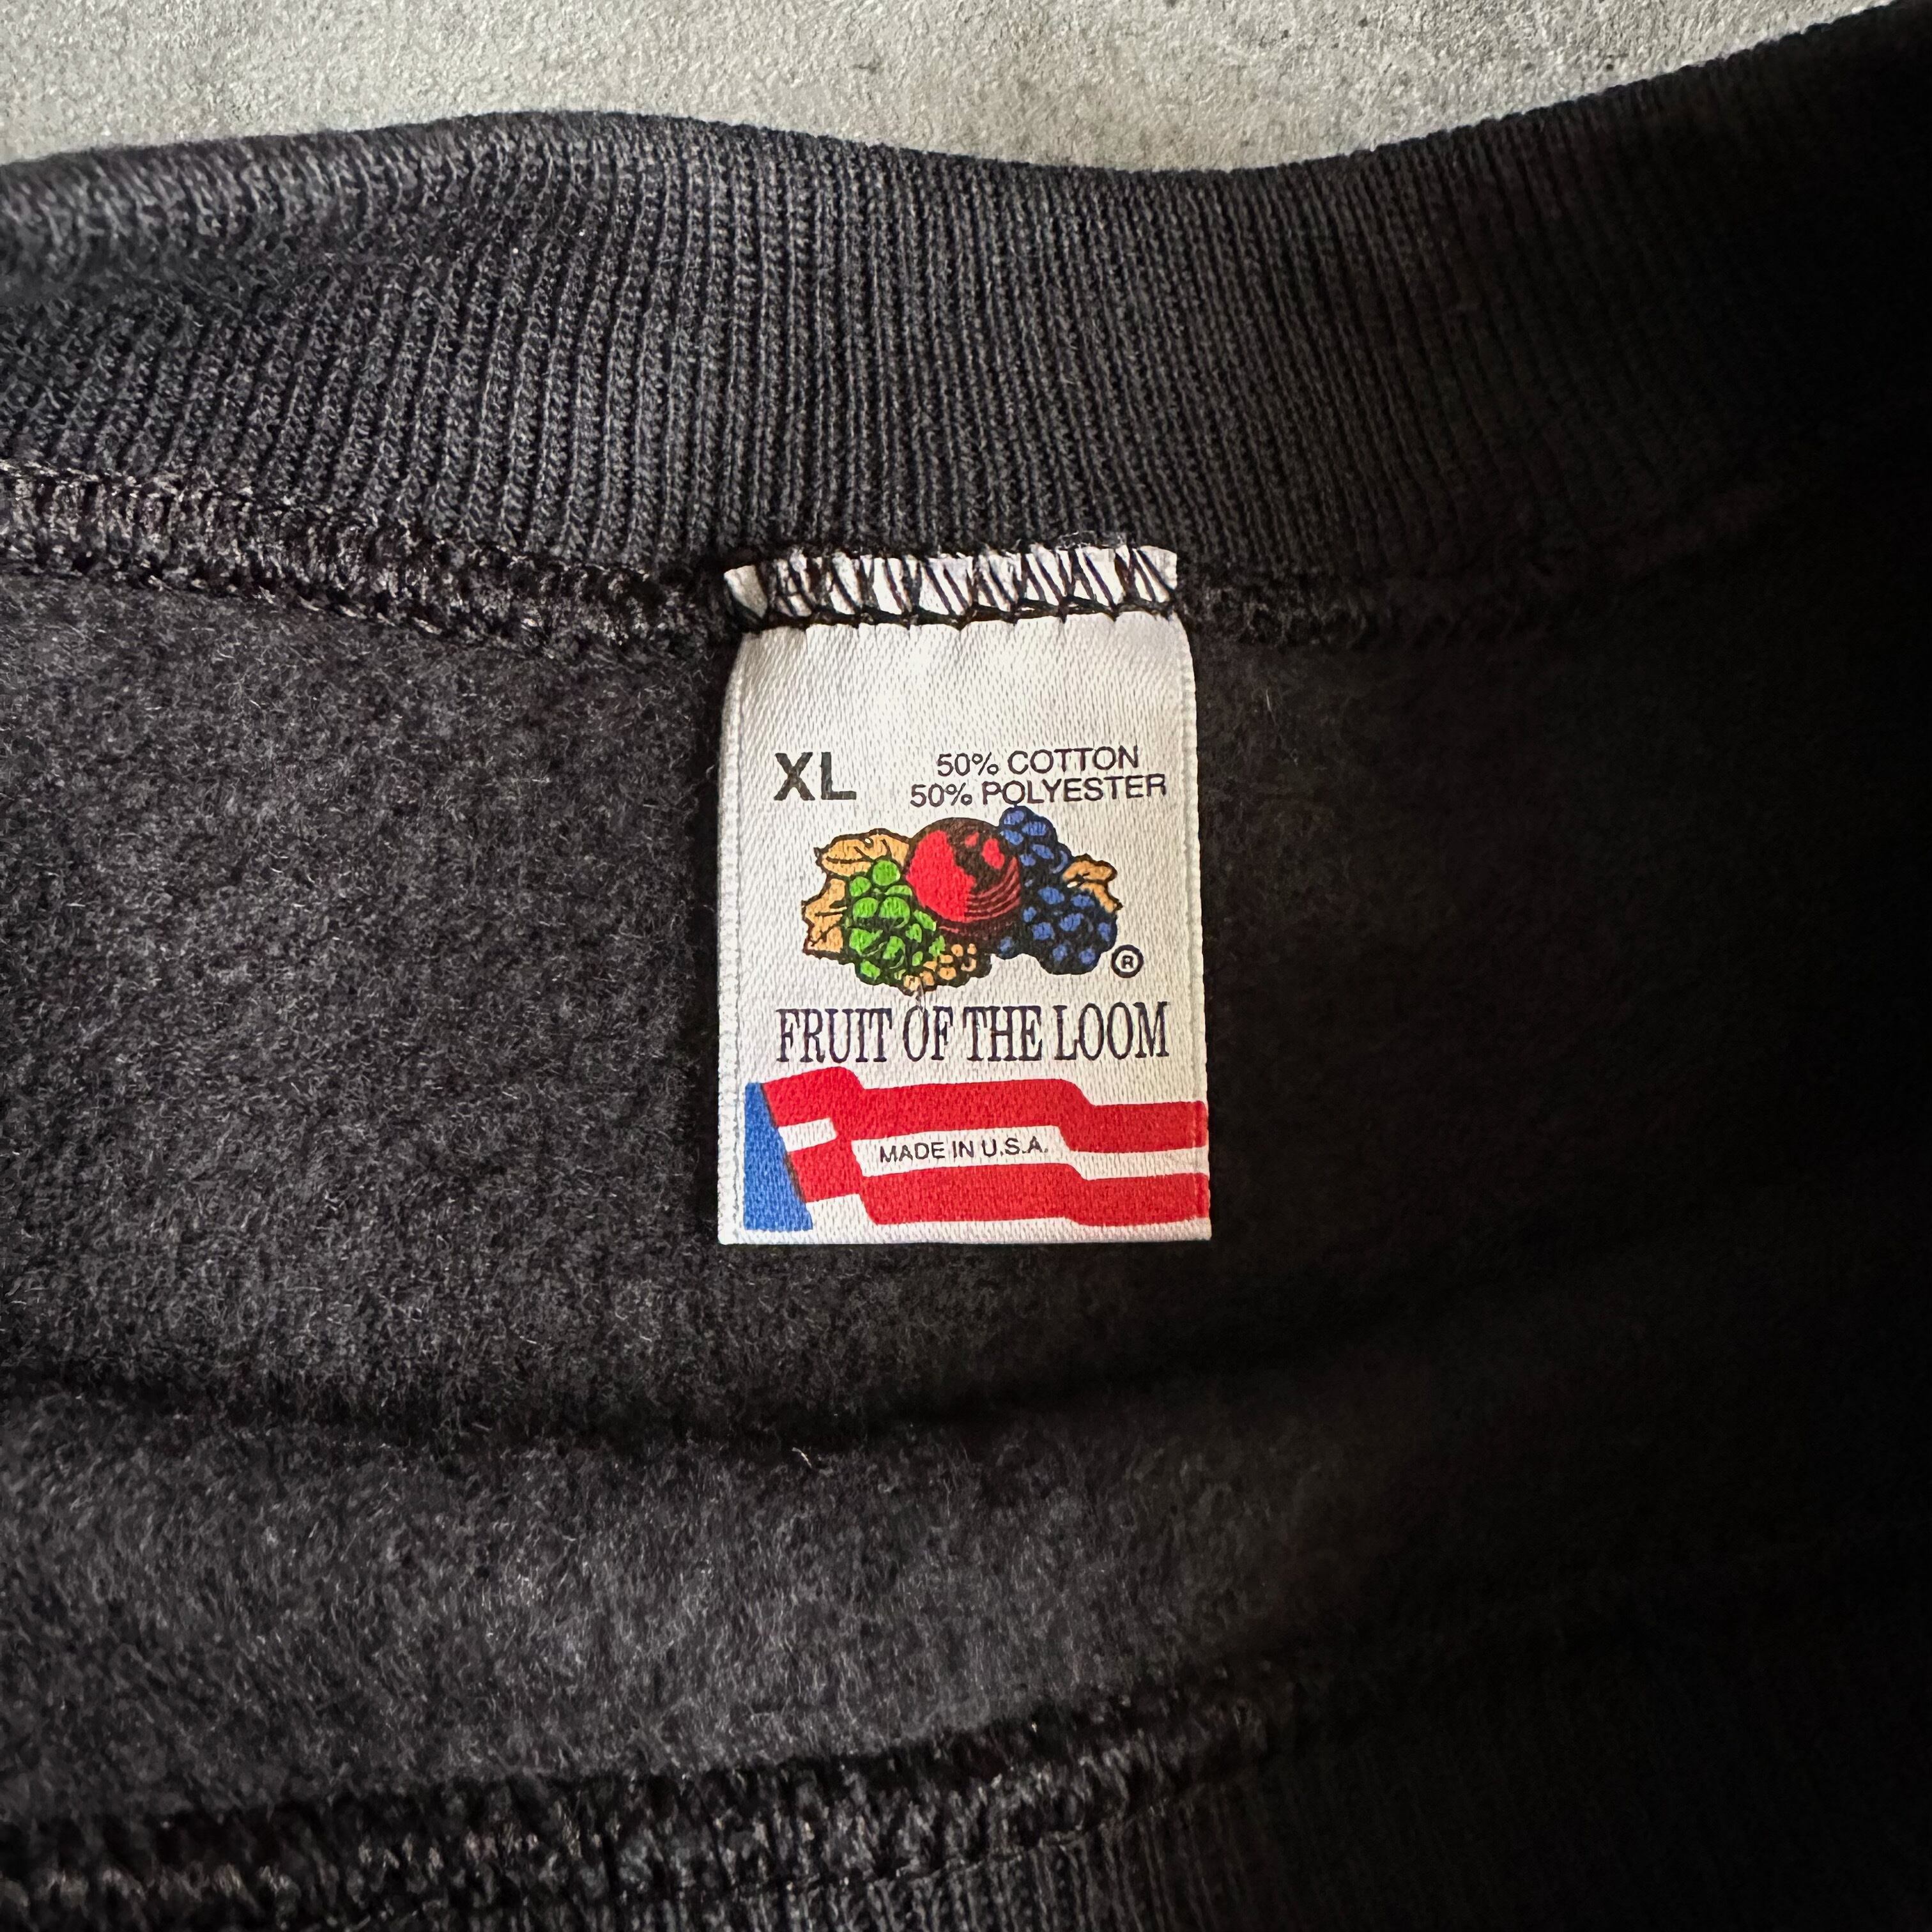 XL
50% COTTON
50% POLYESTER
®
FRUIT OF THE LOOM
MADE IN U.S.A.